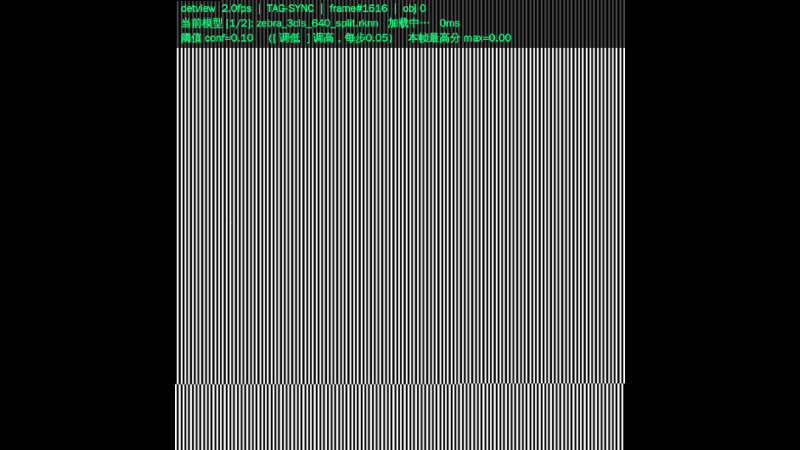 detview 2.0fps | TAG-SYNC | frame#1616 | obj 0
当前模型 [1/2]: zebra_3cls_640_split.rknn 加载中… 0ms
阈值 conf=0.10 ([ 调低 ] 调高，每步0.05) 本帧最高分 max=0.00